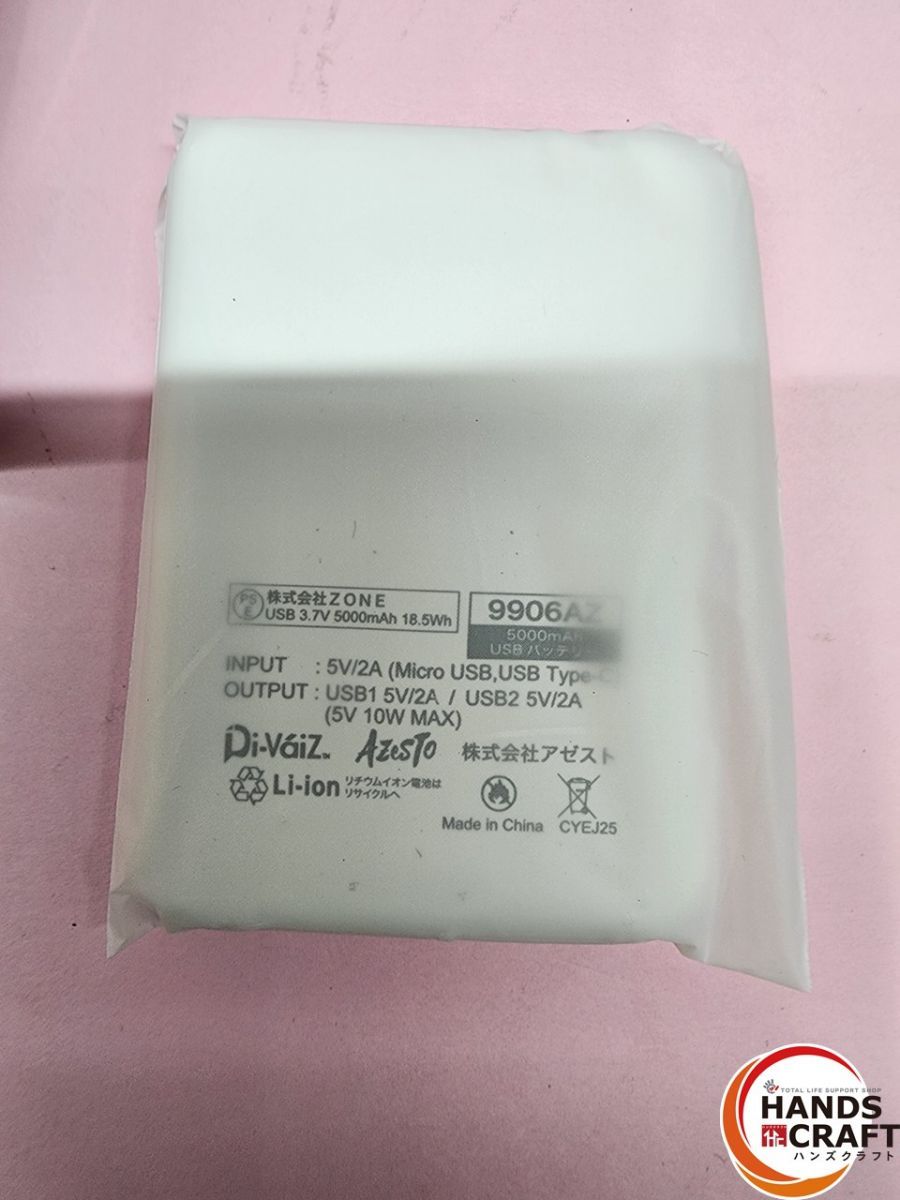 PSE
株式会社ZONE
USB 3.7V 5000mAh 18.5Wh
9906AZ
5000mAh
USB バッテリー
INPUT : 5V/2A (Micro USB,USB Type-C)
OUTPUT : USB1 5V/2A / USB2 5V/2A
(5V 10W MAX)
Di-VaiZ™
AZeSTO
株式会社アゼスト
Li-ion
リチウムイオン電池は
リサイクルへ
Made in China
CYEJ25
TOTAL LIFE SUPPORT SHOP
HANDS
CRAFT
ハンズクラフト